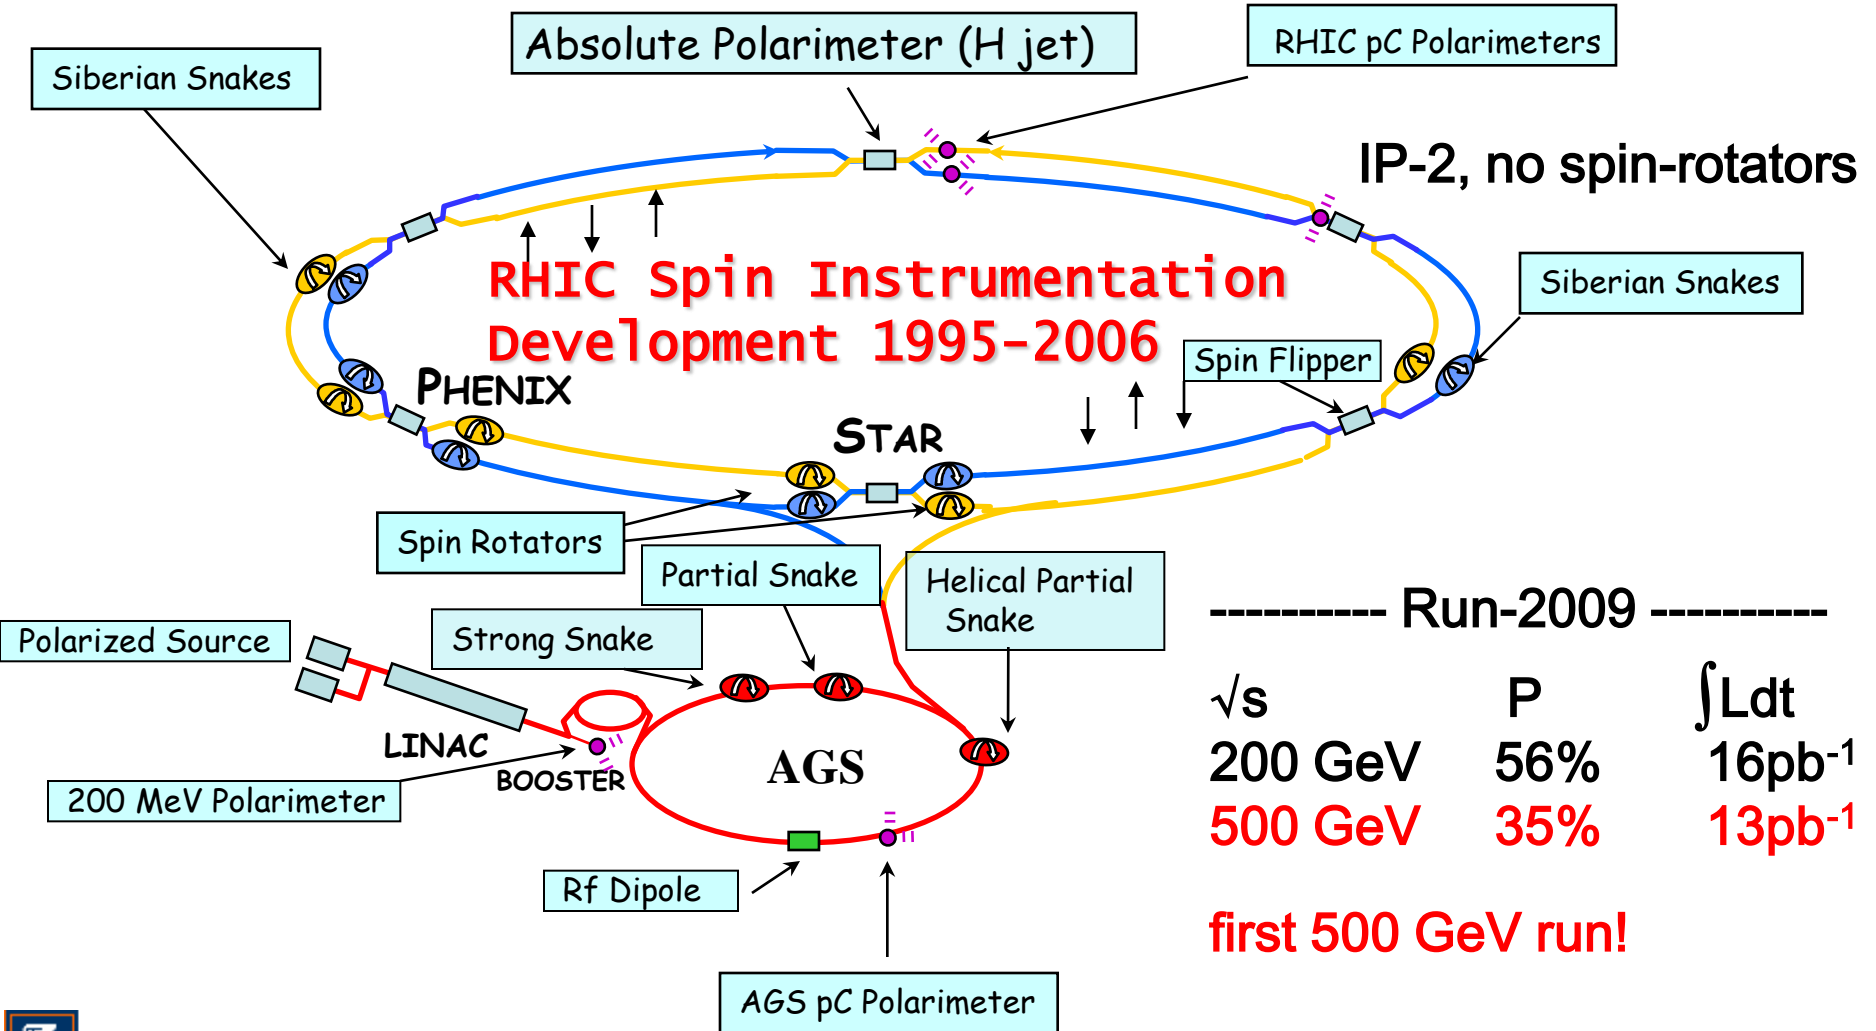 Absolute Polarimeter (H jet)
RHIC pC Polarimeters
Siberian Snakes
IP-2, no spin-rotators
RHIC Spin Instrumentation
Development 1995-2006
Siberian Snakes
Spin Flipper
PHENIX
STAR
Spin Rotators
Partial Snake
Helical Partial
Snake
Strong Snake
Polarized Source
LINAC
BOOSTER
AGS
200 MeV Polarimeter
Rf Dipole
AGS pC Polarimeter
---------- Run-2009 ----------
√s P ∫Ldt
200 GeV 56% 16pb-1
500 GeV 35% 13pb-1
first 500 GeV run!